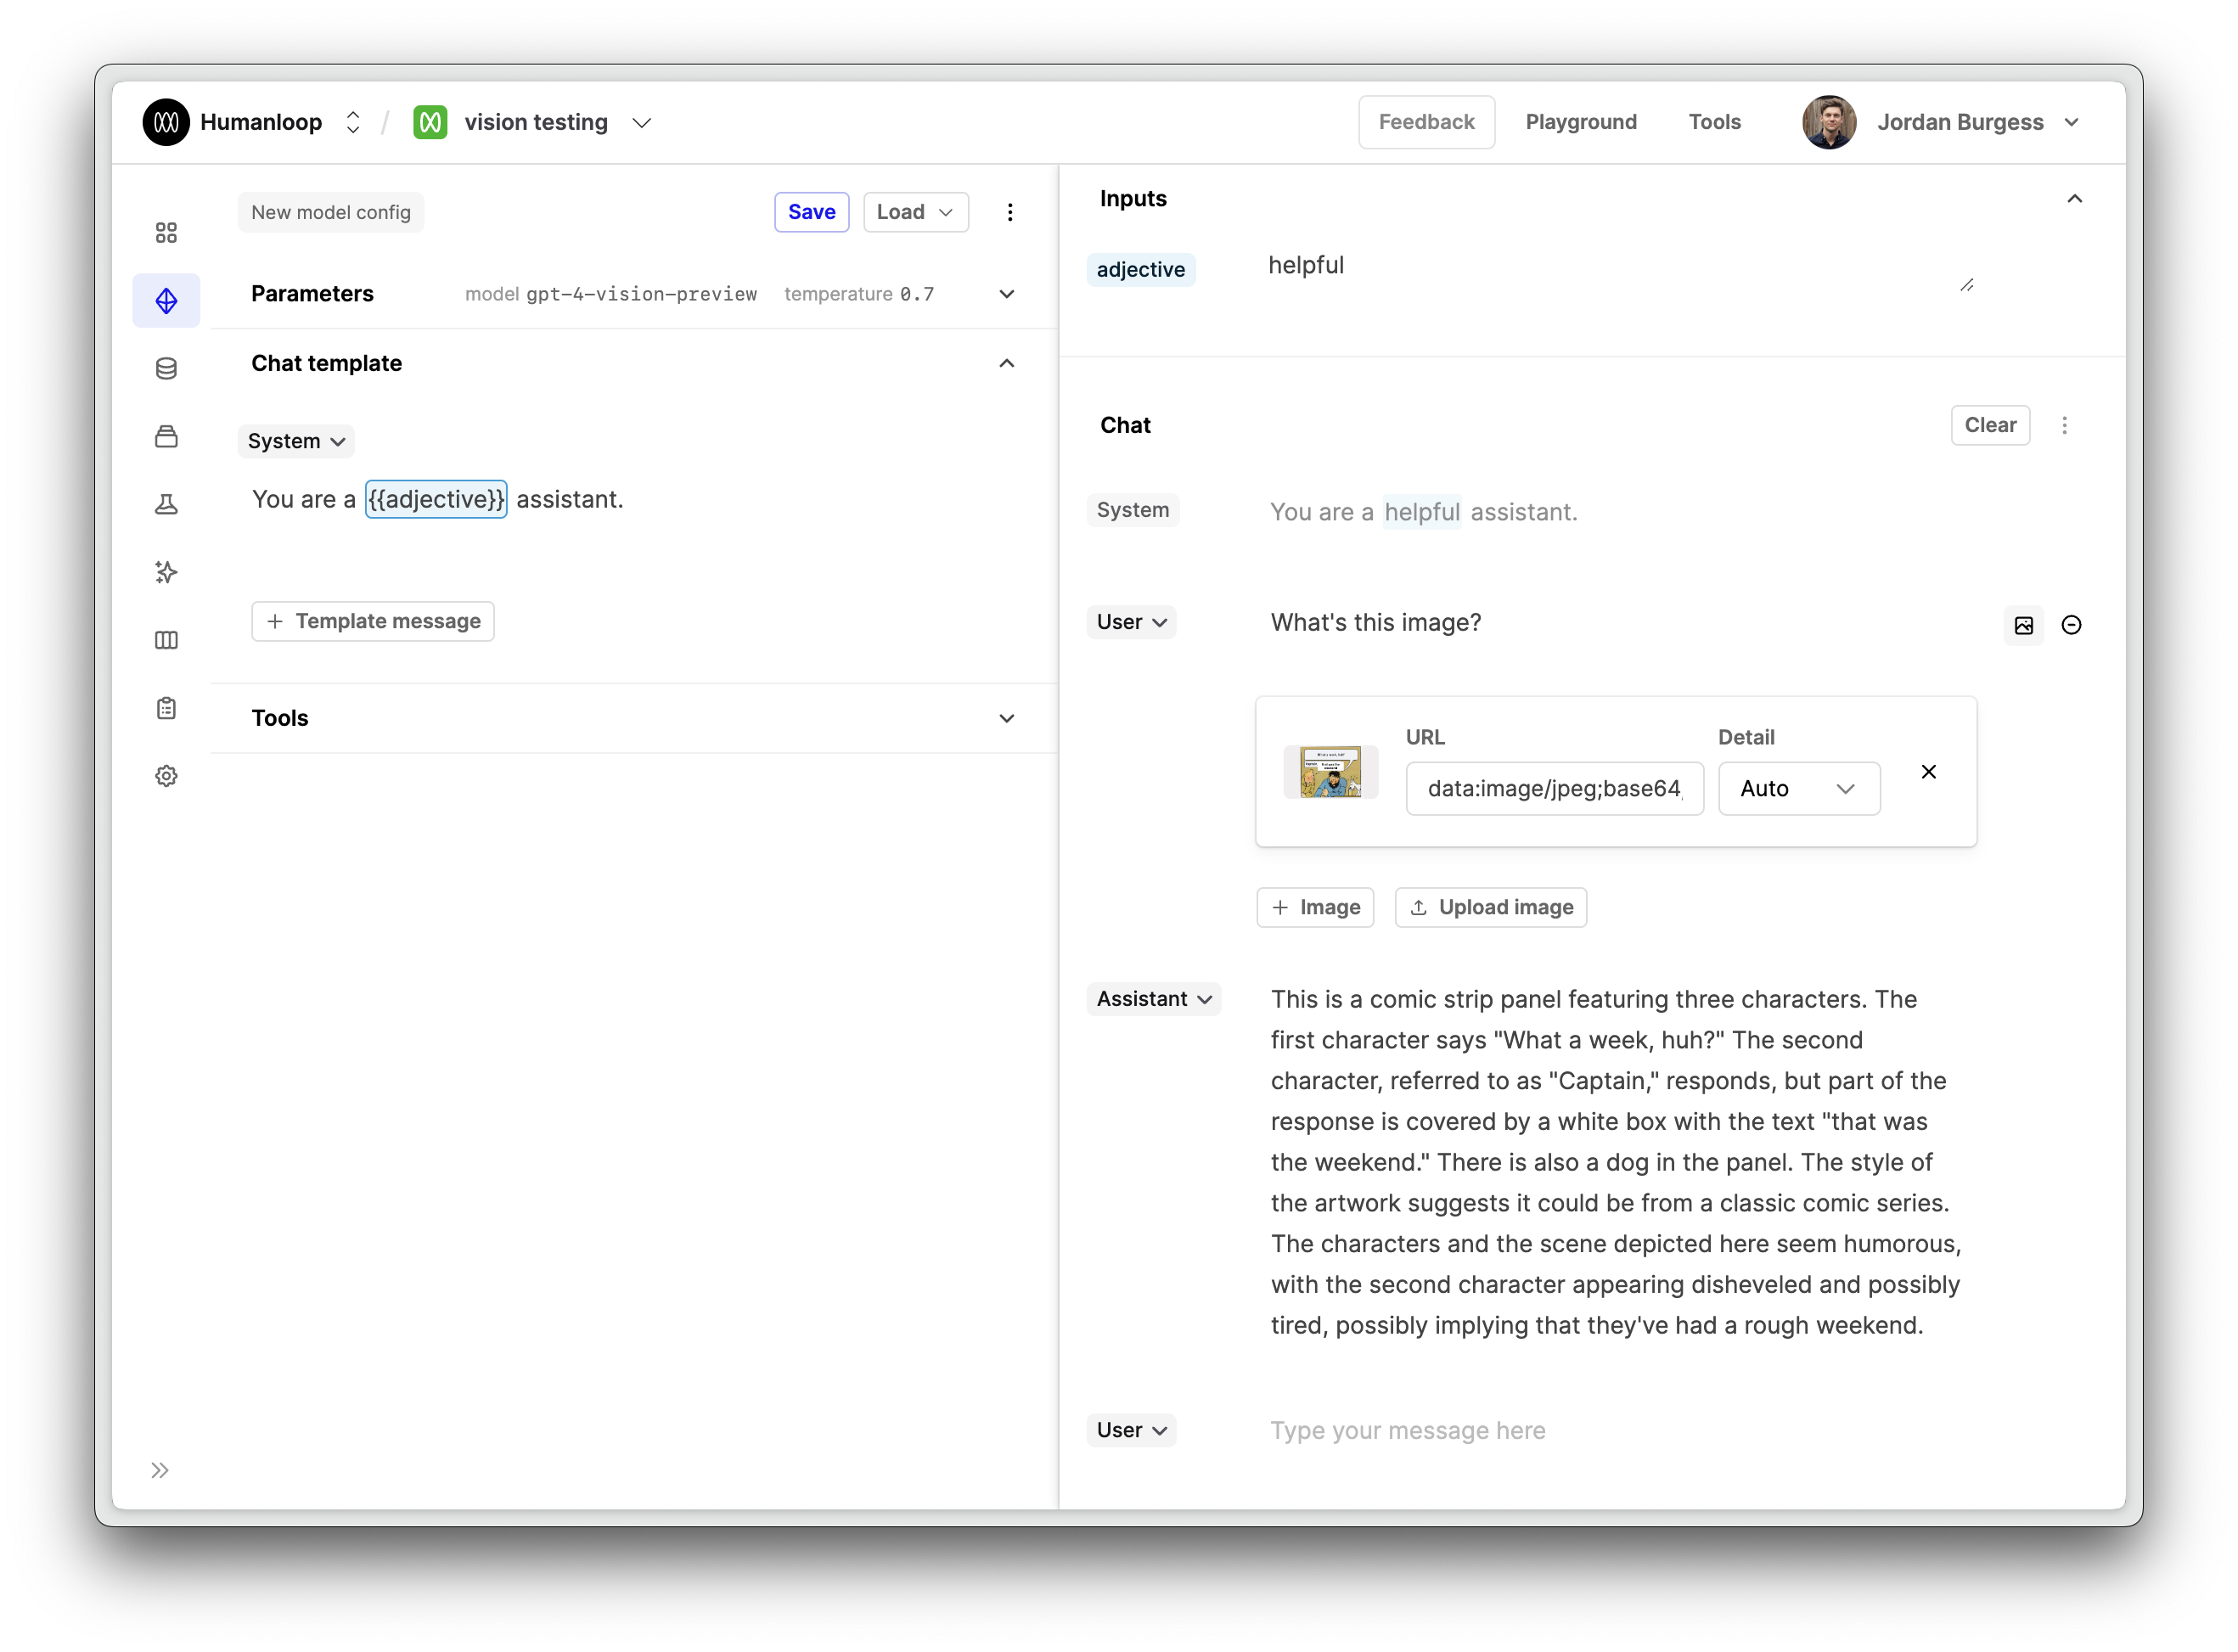 Humanloop / vision testing
Feedback Playground Tools Jordan Burgess
New model config Save Load
Parameters model gpt-4-vision-preview temperature 0.7
Chat template
System
You are a {{adjective}} assistant.
+ Template message
Tools
Inputs
adjective helpful
Chat Clear
System You are a helpful assistant.
User What's this image?
URL Detail
data:image/jpeg;base64, Auto
+ Image Upload image
Assistant This is a comic strip panel featuring three characters. The
first character says "What a week, huh?" The second
character, referred to as "Captain," responds, but part of the
response is covered by a white box with the text "that was
the weekend." There is also a dog in the panel. The style of
the artwork suggests it could be from a classic comic series.
The characters and the scene depicted here seem humorous,
with the second character appearing disheveled and possibly
tired, possibly implying that they've had a rough weekend.
User Type your message here